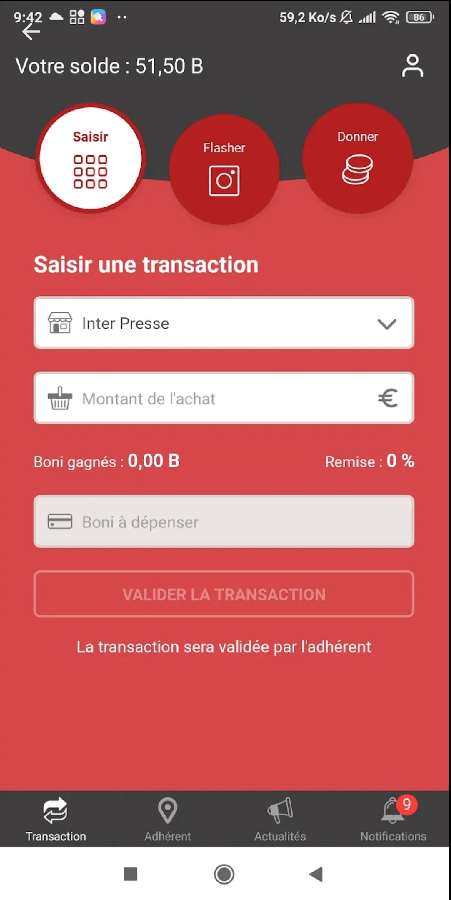 9:42
59,2 Ko/s
86
Votre solde : 51,50 B
Saisir
Flasher
Donner
Saisir une transaction
Inter Presse
Montant de l'achat €
Boni gagnés : 0,00 B
Remise : 0 %
Boni à dépenser
VALIDER LA TRANSACTION
La transaction sera validée par l'adhérent
9
Transaction
Adhérent
Actualités
Notifications